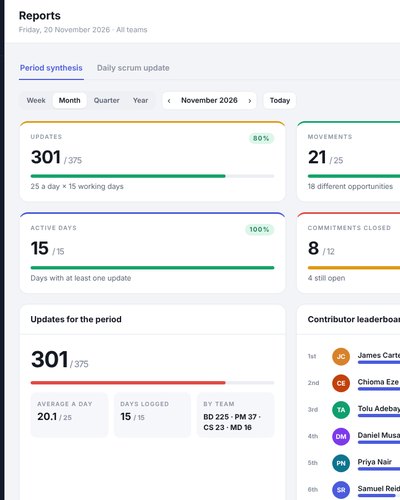 Reports
Friday, 20 November 2026 · All teams
Period synthesis
Daily scrum update
Week
Month
Quarter
Year
‹ November 2026 ›
Today
UPDATES
80%
301 / 375
25 a day × 15 working days
MOVEMENTS
21 / 25
18 different opportunities
ACTIVE DAYS
100%
15 / 15
Days with at least one update
COMMITMENTS CLOSED
8 / 12
4 still open
Updates for the period
301 / 375
AVERAGE A DAY
20.1 / 25
DAYS LOGGED
15 / 15
BY TEAM
BD 225 · PM 37 ·
CS 23 · MD 16
Contributor leaderboar
1st JC James Carte
2nd CE Chioma Eze
3rd TA Tolu Adebay
4th DM Daniel Musa
5th PN Priya Nair
6th SR Samuel Reid